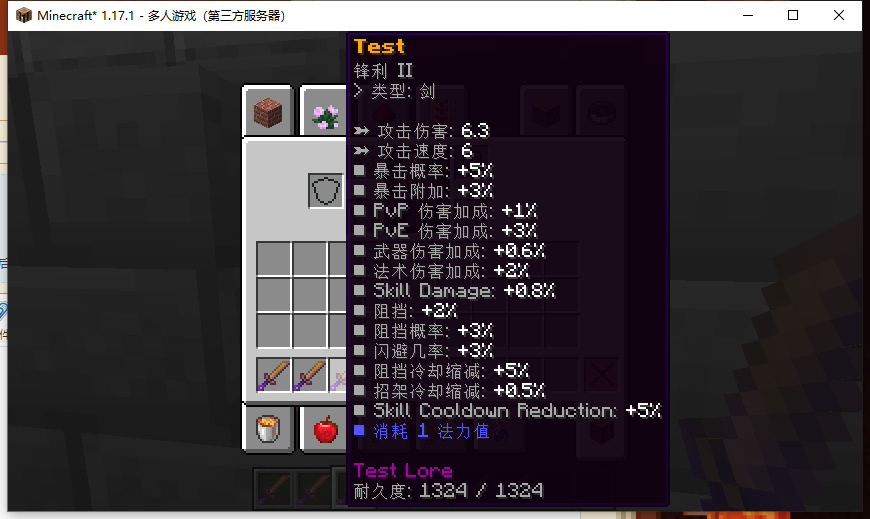 Minecraft* 1.17.1 - 多人游戏（第三方服务器）
Test
锋利 II
> 类型: 剑
➳ 攻击伤害: 6.3
➳ 攻击速度: 6
■ 暴击概率: +5%
■ 暴击附加: +3%
■ PvP 伤害加成: +1%
■ PvE 伤害加成: +3%
■ 武器伤害加成: +0.6%
■ 法术伤害加成: +2%
■ Skill Damage: +0.8%
■ 阻挡: +2%
■ 阻挡概率: +3%
■ 闪避几率: +3%
■ 阻挡冷却缩减: +5%
■ 招架冷却缩减: +0.5%
■ Skill Cooldown Reduction: +5%
■ 消耗 1 法力值
Test Lore
耐久度: 1324 / 1324